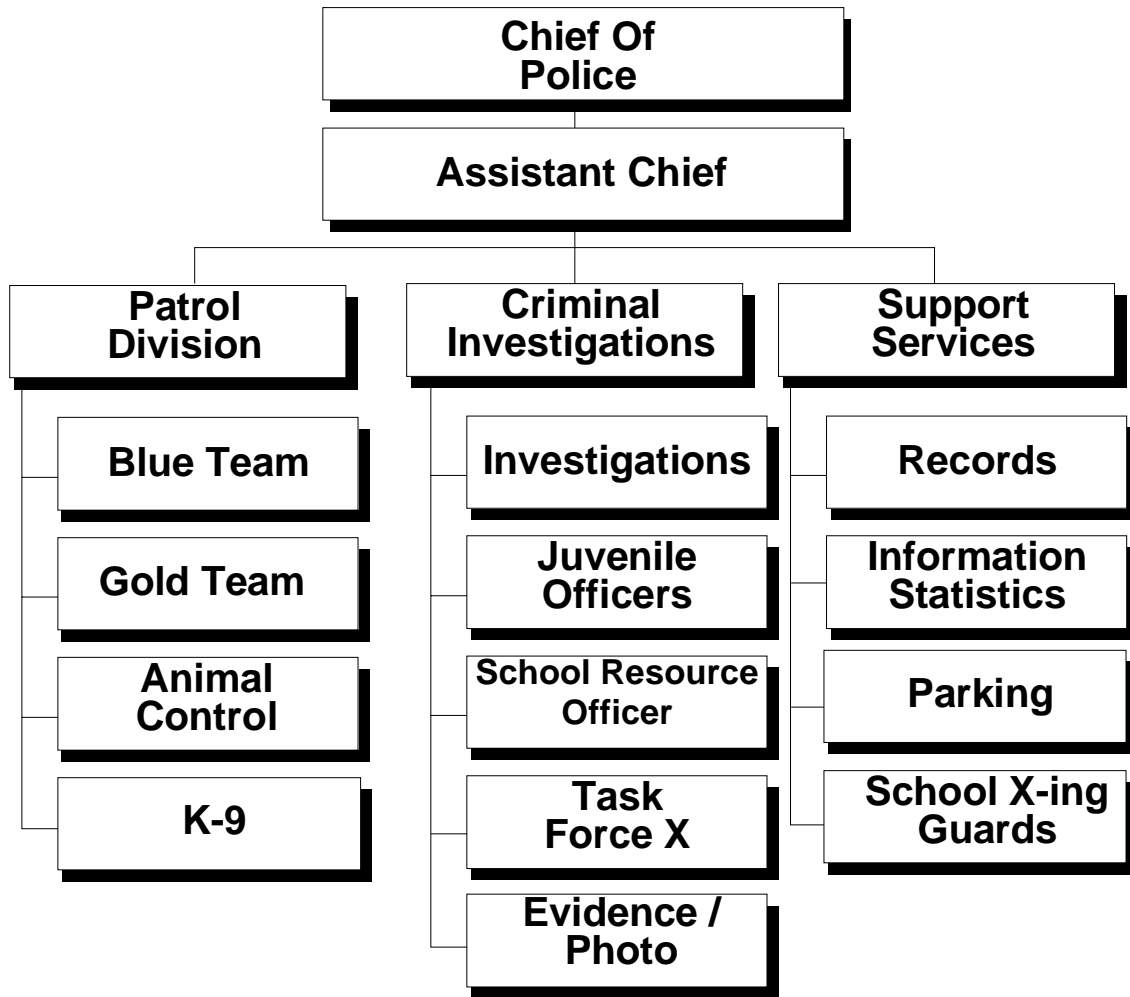 Chief Of
Police
Assistant Chief
Patrol
Division
Blue Team
Gold Team
Animal
Control
K-9
Criminal
Investigations
Investigations
Juvenile
Officers
School Resource
Officer
Task
Force X
Evidence /
Photo
Support
Services
Records
Information
Statistics
Parking
School X-ing
Guards